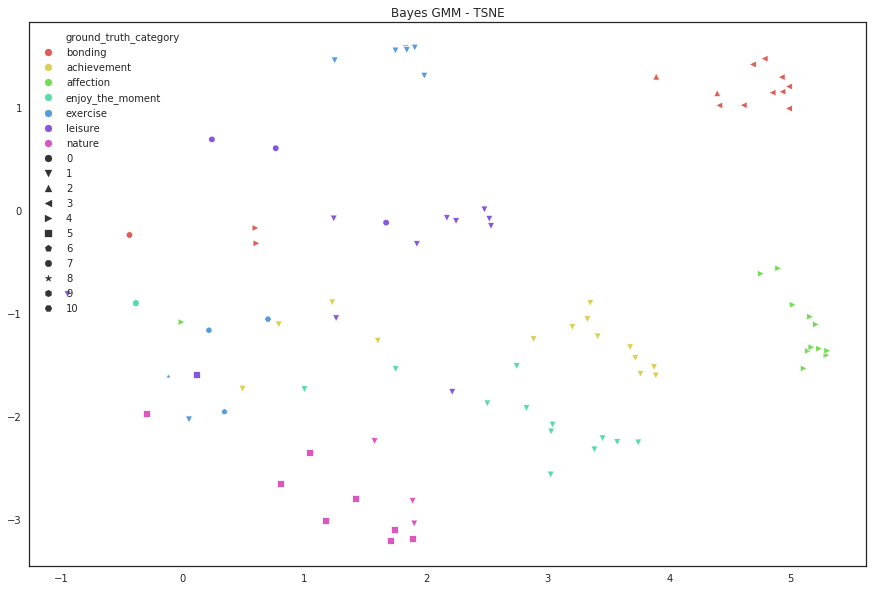 Bayes GMM - TSNE
ground_truth_category
bonding
achievement
affection
enjoy_the_moment
exercise
leisure
nature
0
1
2
3
4
5
6
7
8
9
10
1
0
−1
−2
−3
−1
0
1
2
3
4
5